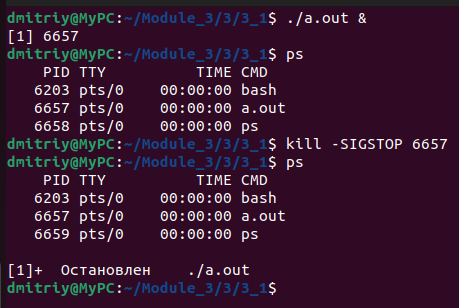 dmitriy@MyPC:~/Module_3/3/3_1$ ./a.out &
[1] 6657
dmitriy@MyPC:~/Module_3/3/3_1$ ps
    PID TTY          TIME CMD
   6203 pts/0    00:00:00 bash
   6657 pts/0    00:00:00 a.out
   6658 pts/0    00:00:00 ps
dmitriy@MyPC:~/Module_3/3/3_1$ kill -SIGSTOP 6657
dmitriy@MyPC:~/Module_3/3/3_1$ ps
    PID TTY          TIME CMD
   6203 pts/0    00:00:00 bash
   6657 pts/0    00:00:00 a.out
   6659 pts/0    00:00:00 ps

[1]+  Остановлен    ./a.out
dmitriy@MyPC:~/Module_3/3/3_1$